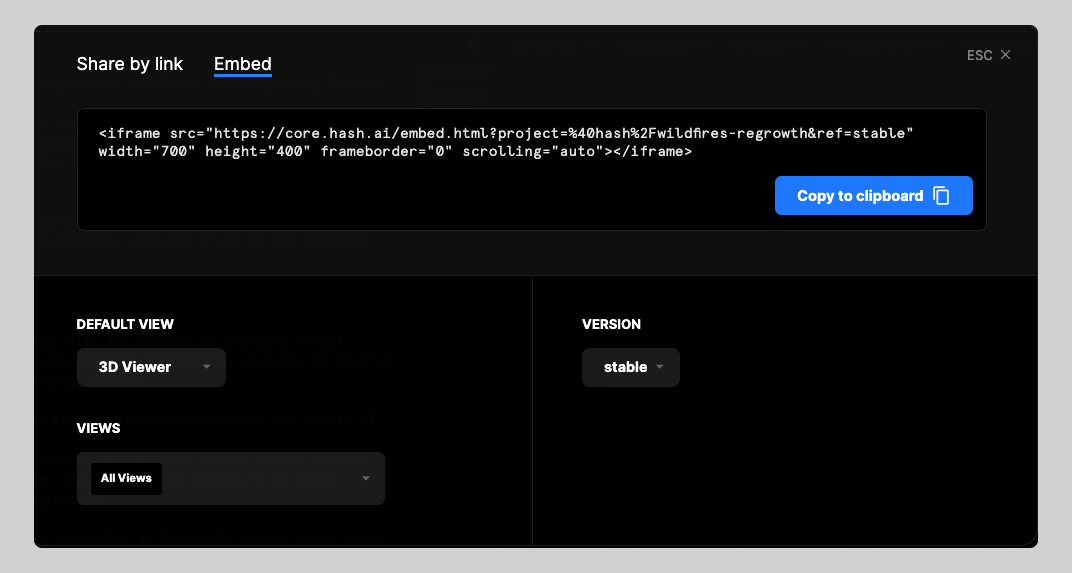 Share by link Embed ESC
<iframe src="https://core.hash.ai/embed.html?project=%40hash%2Fwildfires-regrowth&ref=stable"
width="700" height="400" frameborder="0" scrolling="auto"></iframe>
Copy to clipboard
DEFAULT VIEW
3D Viewer
VIEWS
All Views
VERSION
stable